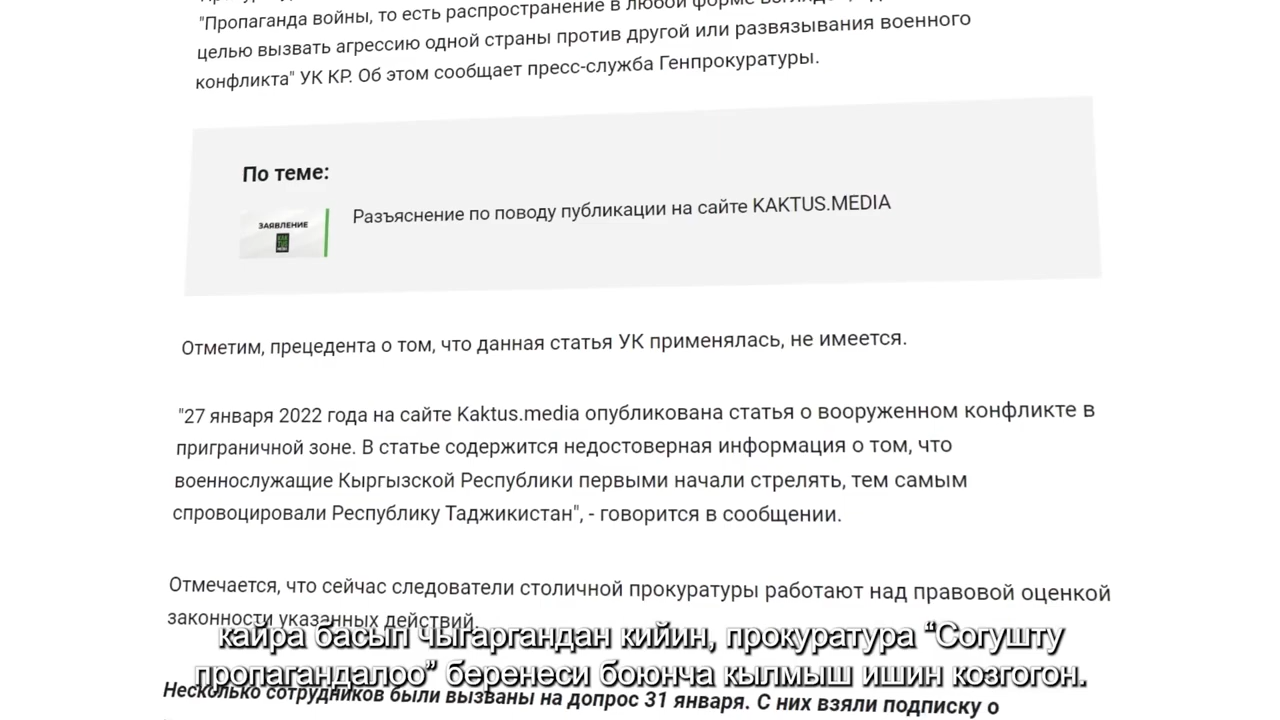 "Пропаганда войны, то есть распространение в любой форме
целью вызвать агрессию одной страны против другой или развязывания военного
конфликта" УК КР. Об этом сообщает пресс-служба Генпрокуратуры.
По теме:
ЗАЯВЛЕНИЕ
Разъяснение по поводу публикации на сайте KAKTUS.MEDIA
Отметим, прецедента о том, что данная статья УК применялась, не имеется.
"27 января 2022 года на сайте Kaktus.media опубликована статья о вооруженном конфликте в
приграничной зоне. В статье содержится недостоверная информация о том, что
военнослужащие Кыргызской Республики первыми начали стрелять, тем самым
спровоцировали Республику Таджикистан", - говорится в сообщении.
Отмечается, что сейчас следователи столичной прокуратуры работают над правовой оценкой
законности указанных действий.
кайра басып чыгаргандан кийин, прокуратура “Согушту
пропагандалоо” беренеси боюнча кылмыш ишин козгогон.
Несколько сотрудников были вызваны на допрос 31 января. С них взяли подписку о